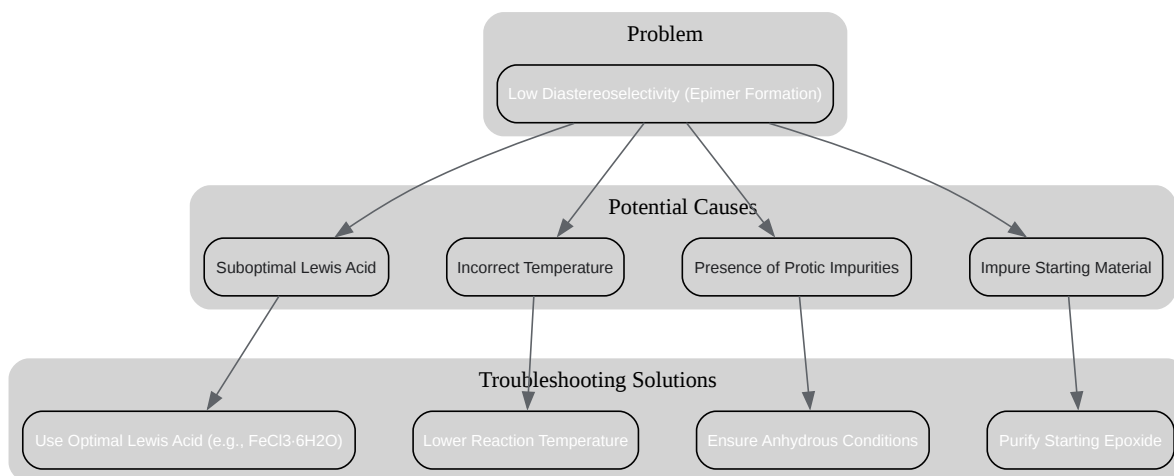 Problem
Low Diastereoselectivity (Epimer Formation)
Potential Causes
Suboptimal Lewis Acid
Incorrect Temperature
Presence of Protic Impurities
Impure Starting Material
Troubleshooting Solutions
Use Optimal Lewis Acid (e.g., FeCl3·6H2O)
Lower Reaction Temperature
Ensure Anhydrous Conditions
Purify Starting Epoxide